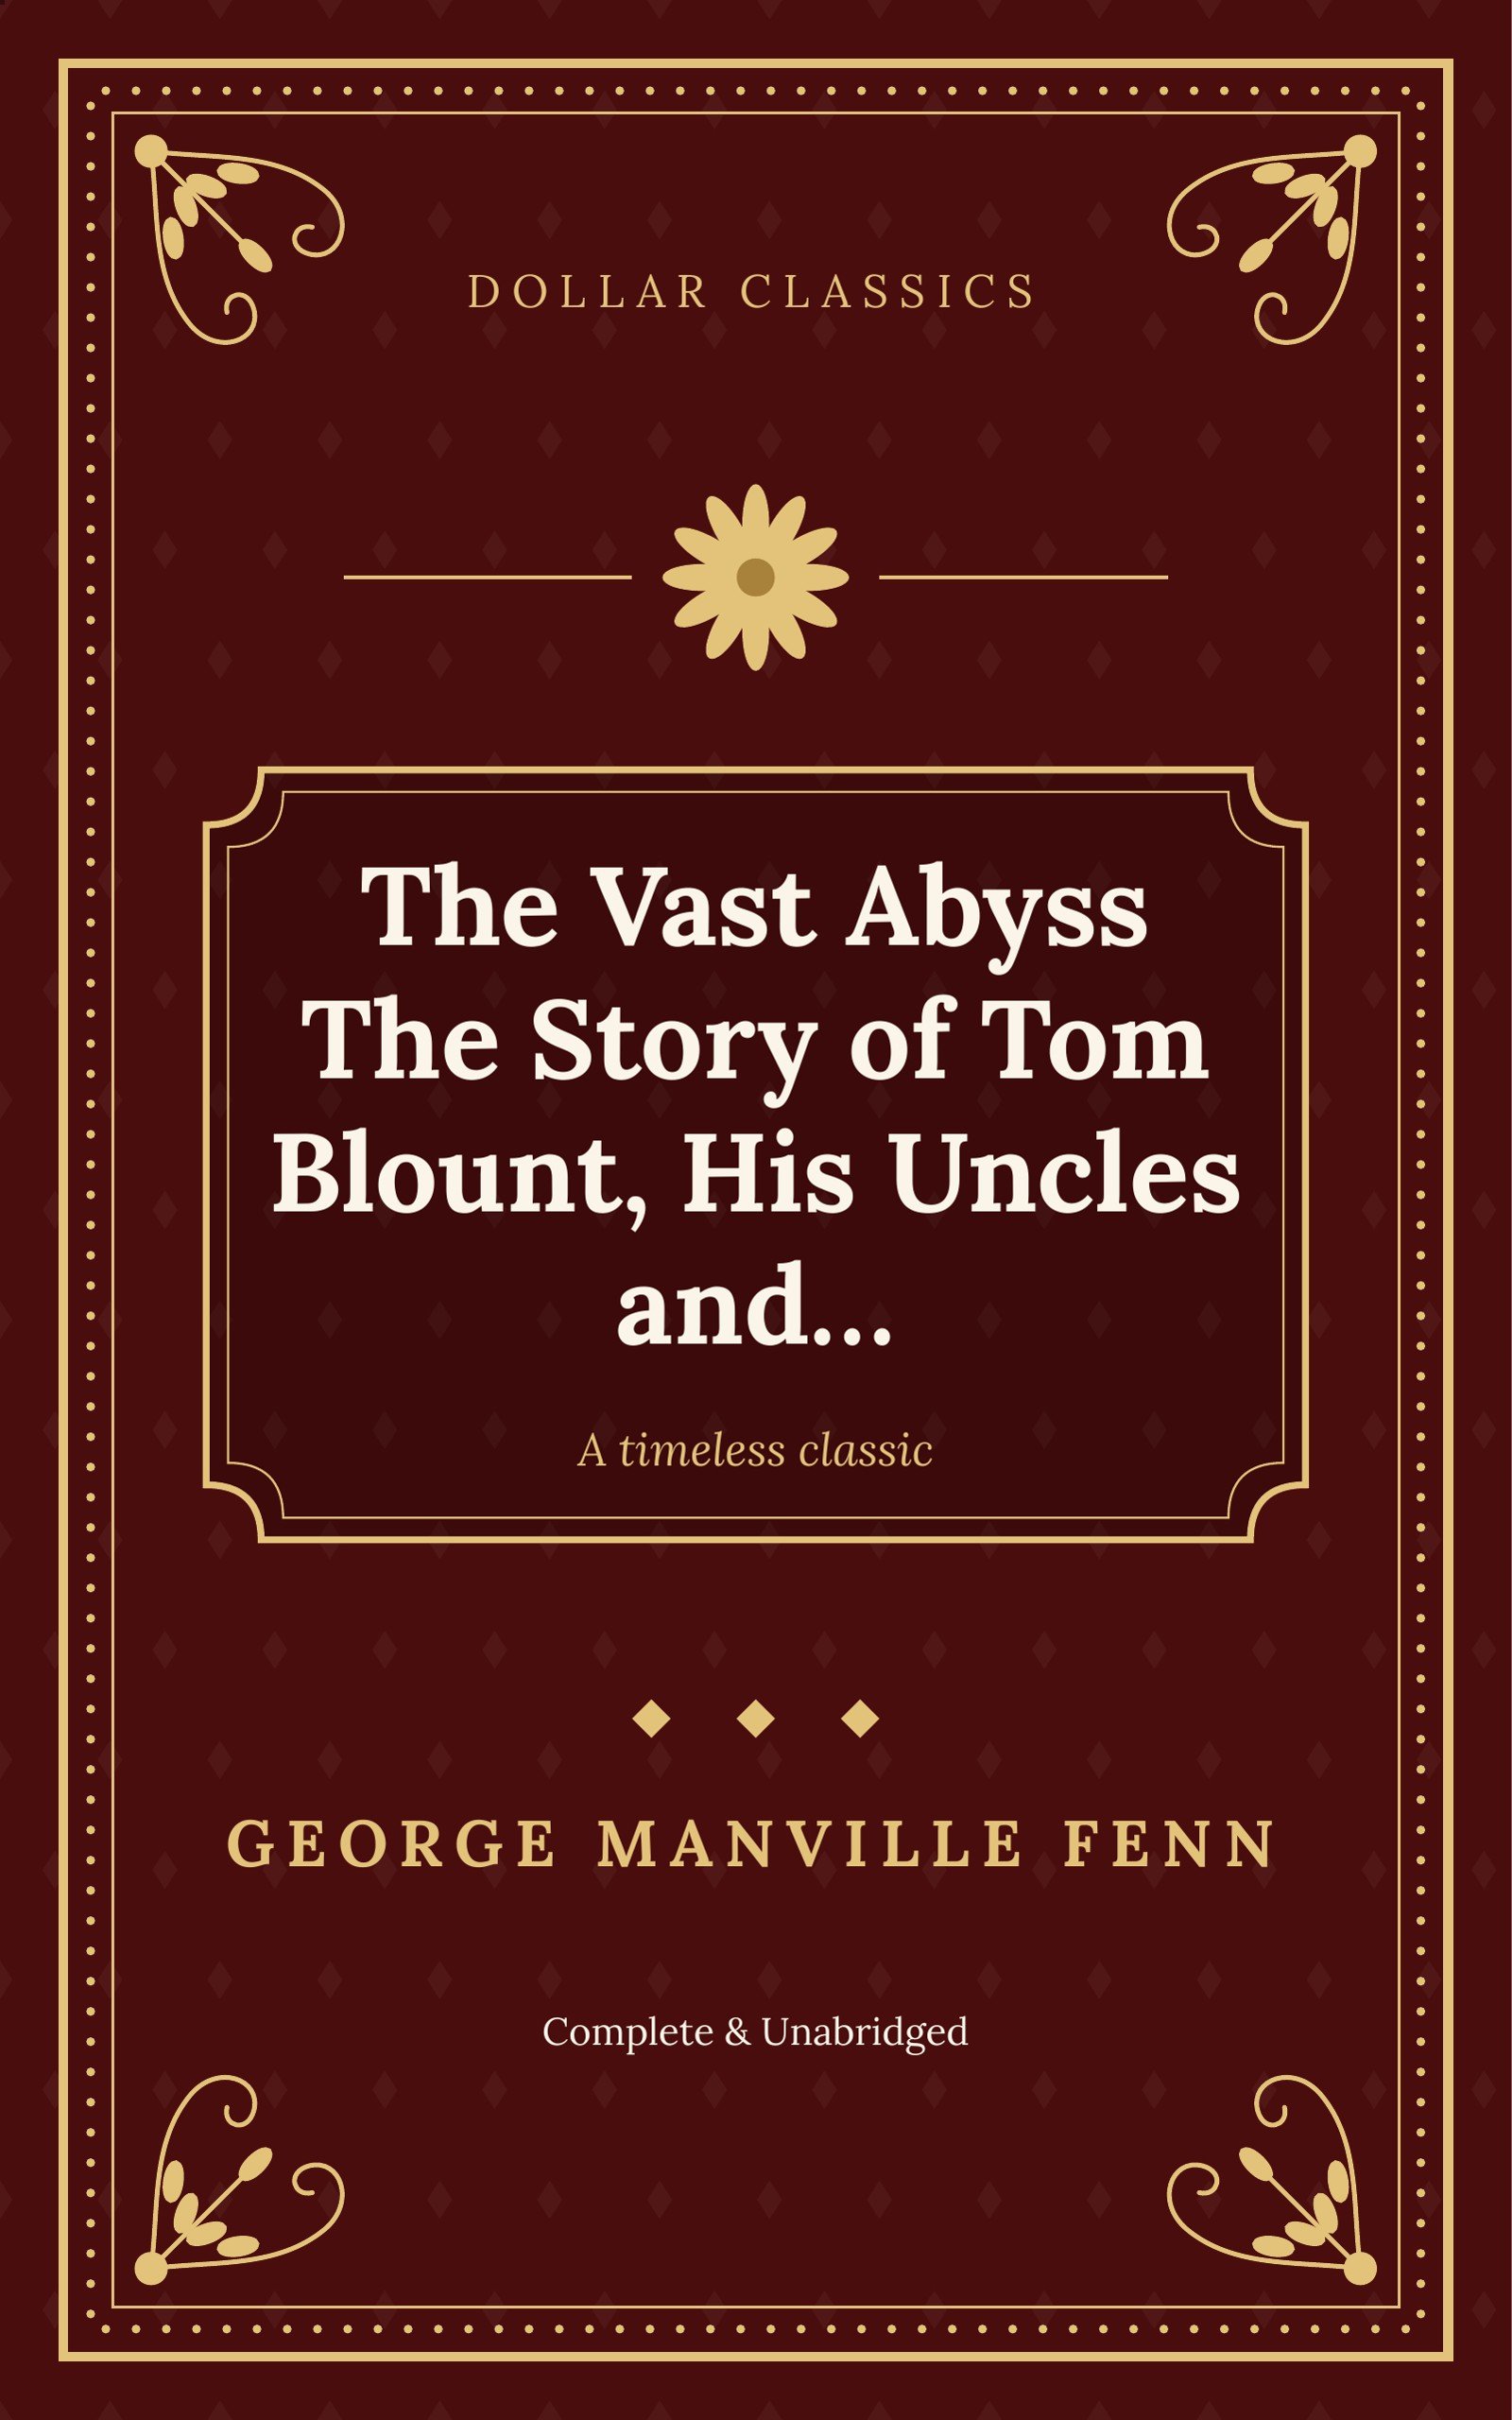 DOLLAR CLASSICS
The Vast Abyss
The Story of Tom
Blount, His Uncles
and...
A timeless classic
GEORGE MANVILLE FENN
Complete & Unabridged